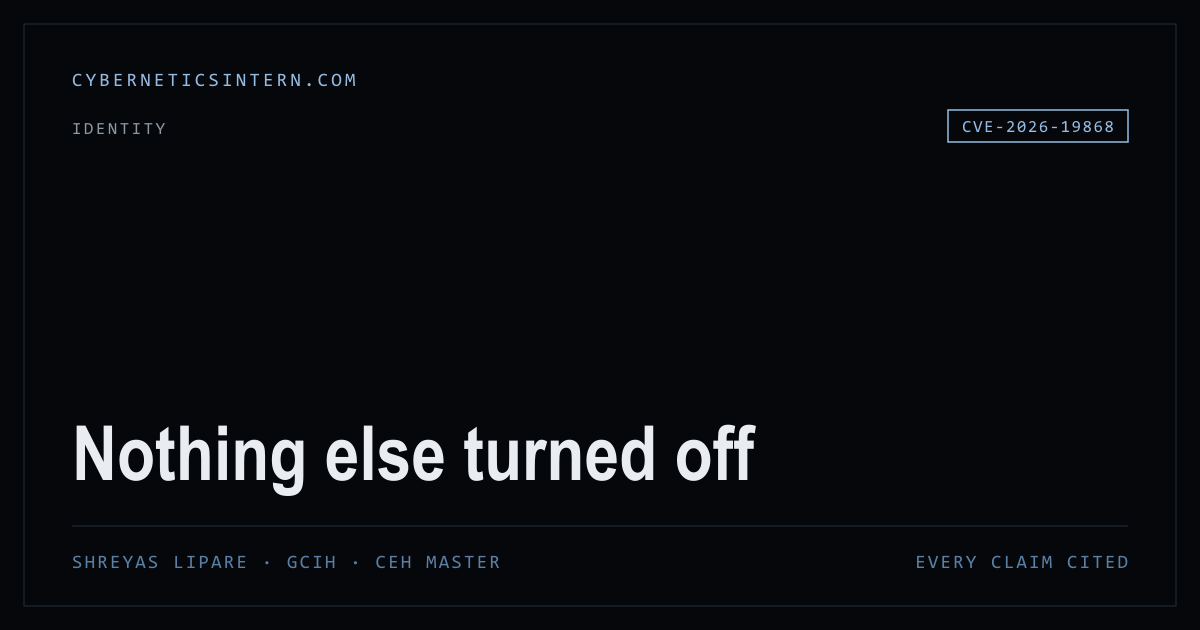 CYBERNETICSINTERN.COM
IDENTITY
CVE-2026-19868
Nothing else turned off
SHREYAS LIPARE · GCIH · CEH MASTER
EVERY CLAIM CITED